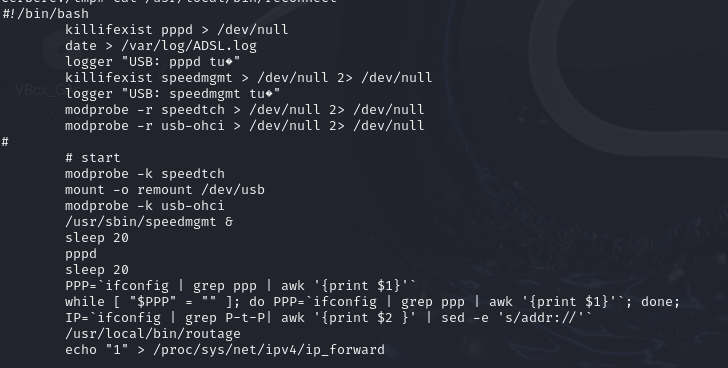 #!/bin/bash
killifexist pppd > /dev/null
date > /var/log/ADSL.log
logger "USB: pppd tu�"
killifexist speedmgmt > /dev/null 2> /dev/null
logger "USB: speedmgmt tu�"
modprobe -r speedtch > /dev/null 2> /dev/null
modprobe -r usb-ohci > /dev/null 2> /dev/null
#
# start
modprobe -k speedtch
mount -o remount /dev/usb
modprobe -k usb-ohci
/usr/sbin/speedmgmt &
sleep 20
pppd
sleep 20
PPP=`ifconfig | grep ppp | awk '{print $1}'`
while [ "$PPP" = "" ]; do PPP=`ifconfig | grep ppp | awk '{print $1}'`; done;
IP=`ifconfig | grep P-t-P| awk '{print $2 }' | sed -e 's/addr://'`
/usr/local/bin/routage
echo "1" > /proc/sys/net/ipv4/ip_forward